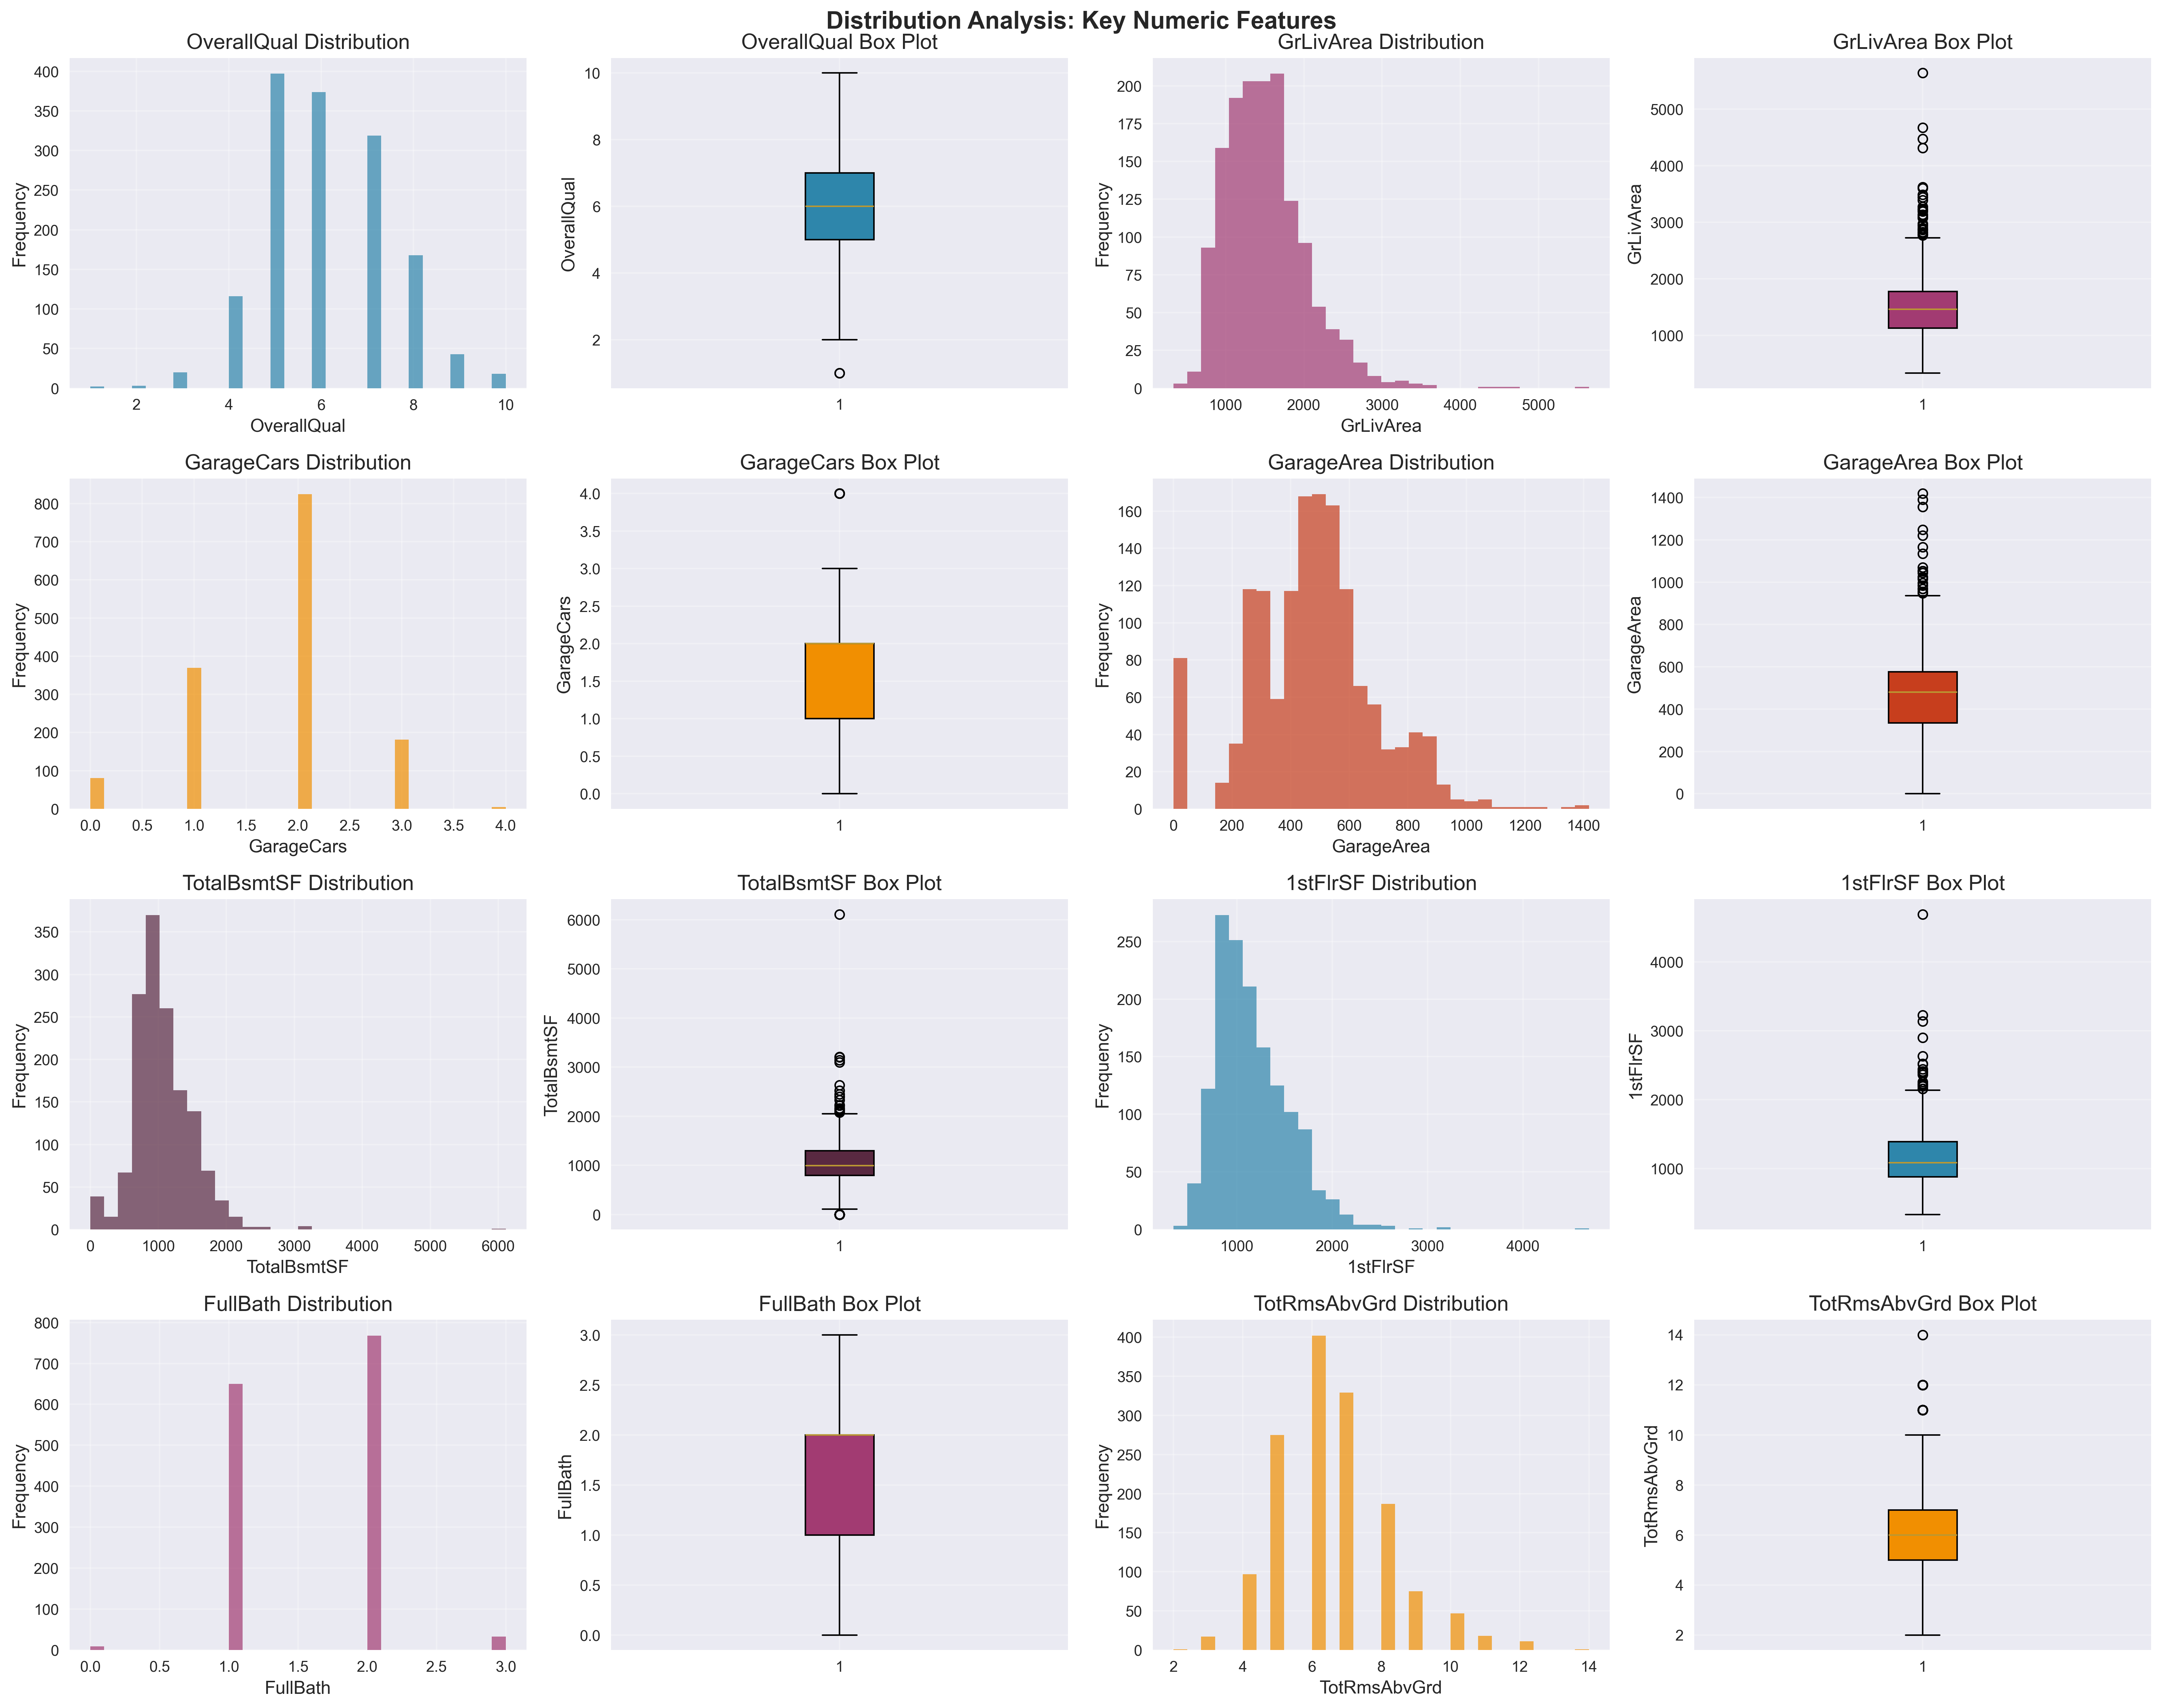 Distribution Analysis: Key Numeric Features
OverallQual Distribution
Frequency
400
350
300
250
200
150
100
50
0
2 4 6 8 10
OverallQual
OverallQual Box Plot
OverallQual
10
8
6
4
2
1
GrLivArea Distribution
Frequency
200
175
150
125
100
75
50
25
0
1000 2000 3000 4000 5000
GrLivArea
GrLivArea Box Plot
GrLivArea
5000
4000
3000
2000
1000
1
GarageCars Distribution
Frequency
800
700
600
500
400
300
200
100
0
0.0 0.5 1.0 1.5 2.0 2.5 3.0 3.5 4.0
GarageCars
GarageCars Box Plot
GarageCars
4.0
3.5
3.0
2.5
2.0
1.5
1.0
0.5
0.0
1
GarageArea Distribution
Frequency
160
140
120
100
80
60
40
20
0
0 200 400 600 800 1000 1200 1400
GarageArea
GarageArea Box Plot
GarageArea
1400
1200
1000
800
600
400
200
0
1
TotalBsmtSF Distribution
Frequency
350
300
250
200
150
100
50
0
0 1000 2000 3000 4000 5000 6000
TotalBsmtSF
TotalBsmtSF Box Plot
TotalBsmtSF
6000
5000
4000
3000
2000
1000
0
1
1stFlrSF Distribution
Frequency
250
200
150
100
50
0
1000 2000 3000 4000
1stFlrSF
1stFlrSF Box Plot
1stFlrSF
4000
3000
2000
1000
1
FullBath Distribution
Frequency
800
700
600
500
400
300
200
100
0
0.0 0.5 1.0 1.5 2.0 2.5 3.0
FullBath
FullBath Box Plot
FullBath
3.0
2.5
2.0
1.5
1.0
0.5
0.0
1
TotRmsAbvGrd Distribution
Frequency
400
350
300
250
200
150
100
50
0
2 4 6 8 10 12 14
TotRmsAbvGrd
TotRmsAbvGrd Box Plot
TotRmsAbvGrd
14
12
10
8
6
4
2
1